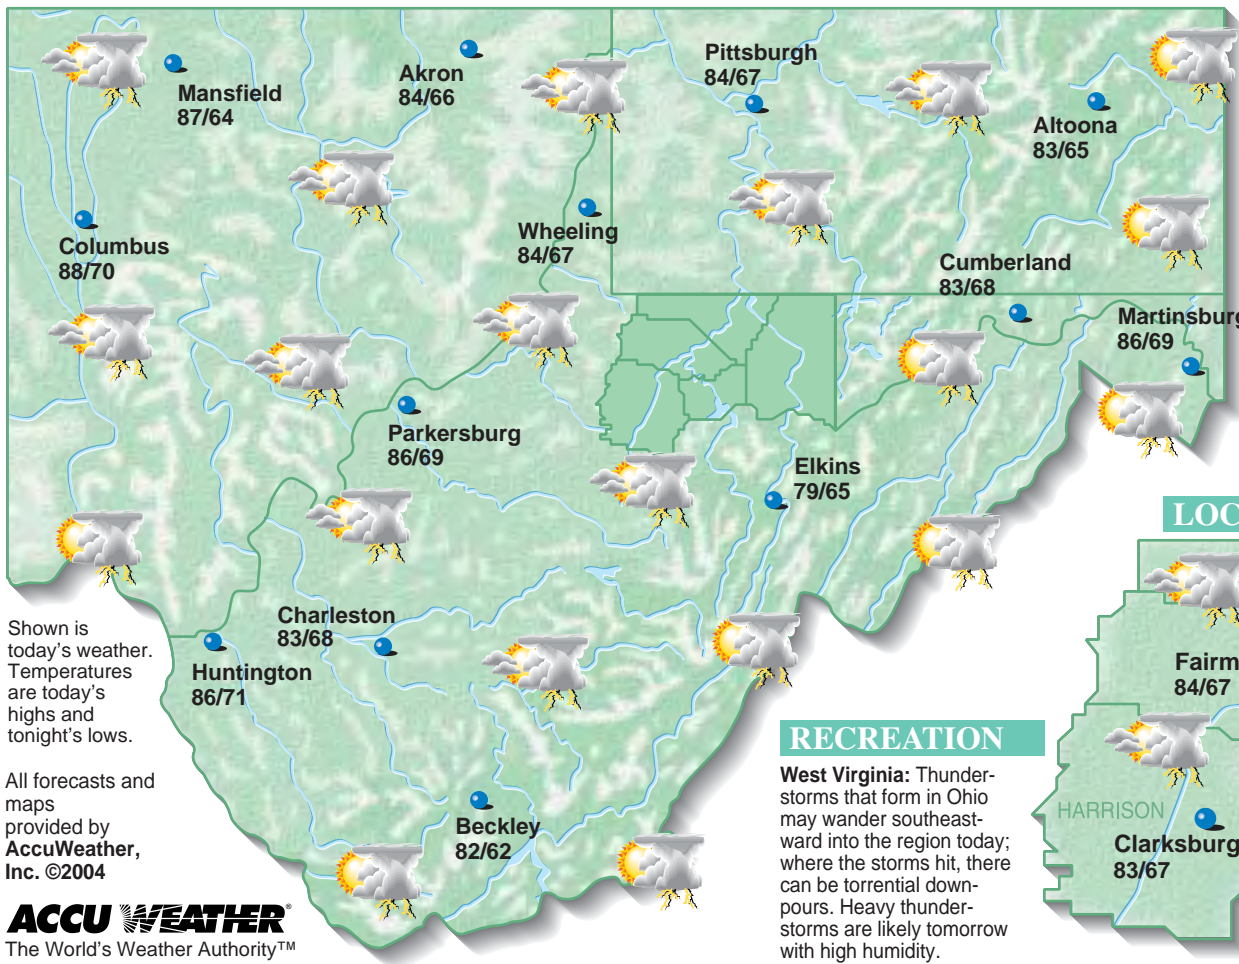 Mansfield
87/64
Akron
84/66
Pittsburgh
84/67
Altoona
83/65
Columbus
88/70
Wheeling
84/67
Cumberland
83/68
Martinsburg
86/69
Parkersburg
86/69
Elkins
79/65
Charleston
83/68
Huntington
86/71
Beckley
82/62
Shown is
today's weather.
Temperatures
are today's
highs and
tonight's lows.
All forecasts and
maps
provided by
AccuWeather,
Inc. ©2004
ACCU WEATHER®
The World's Weather Authority™
RECREATION
West Virginia: Thunder-
storms that form in Ohio
may wander southeast-
ward into the region today;
where the storms hit, there
can be torrential down-
pours. Heavy thunder-
storms are likely tomorrow
with high humidity.
LOC
Fairm
84/67
HARRISON
Clarksburg
83/67